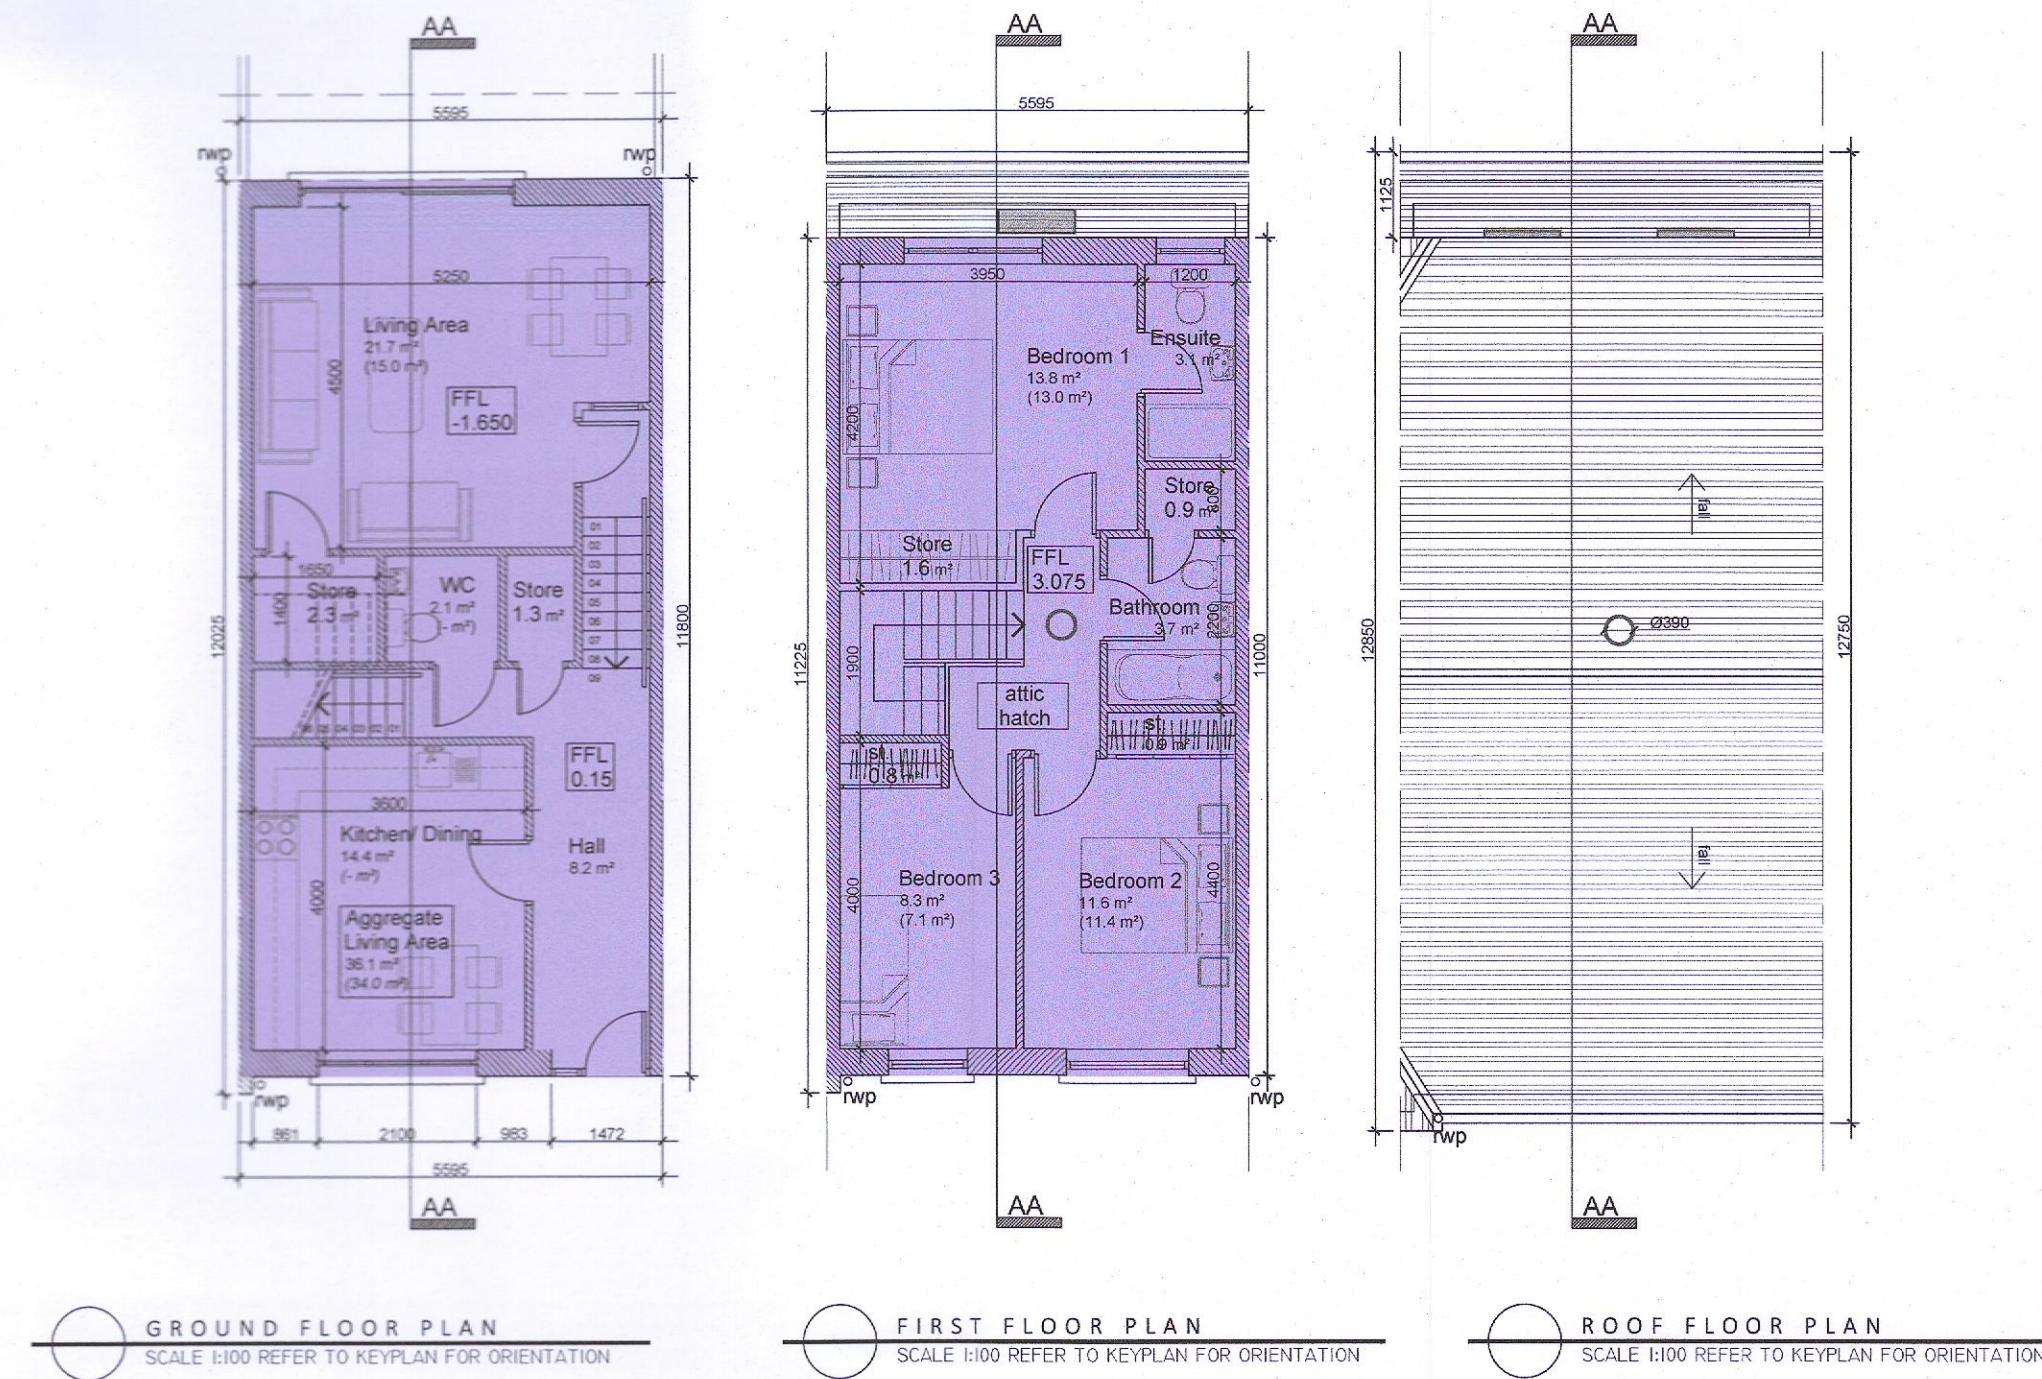 AA
5595
rwp
rwp
5250
Living Area
21.7 m²
(15.0 m²)
4500
FFL
-1.650
1650
Store
2.3 m²
1400
WC
2.1 m²
(- m²)
Store
1.3 m²
01
02
03
04
05
06
07
08
09
04 03 02 01
12025
11800
FFL
0.15
3600
Kitchen/ Dining
14.4 m²
(- m²)
4000
Hall
8.2 m²
Aggregate
Living Area
36.1 m²
(34.0 m²)
rwp
861
2100
983
1472
5595
AA
GROUND FLOOR PLAN
SCALE 1:100 REFER TO KEYPLAN FOR ORIENTATION
AA
5595
3950
1200
Ensuite
3.1 m²
Bedroom 1
13.8 m²
(13.0 m²)
4200
Store
0.9 m²
800
Store
1.6 m²
FFL
3.075
Bathroom
3.7 m²
2200
1900
11225
11000
attic
hatch
st.
0.9 m²
st.
0.8 m²
Bedroom 3
8.3 m²
(7.1 m²)
4000
Bedroom 2
11.6 m²
(11.4 m²)
4400
rwp
rwp
AA
FIRST FLOOR PLAN
SCALE 1:100 REFER TO KEYPLAN FOR ORIENTATION
AA
1125
fall
Ø390
12850
12750
fall
rwp
AA
ROOF FLOOR PLAN
SCALE 1:100 REFER TO KEYPLAN FOR ORIENTATION